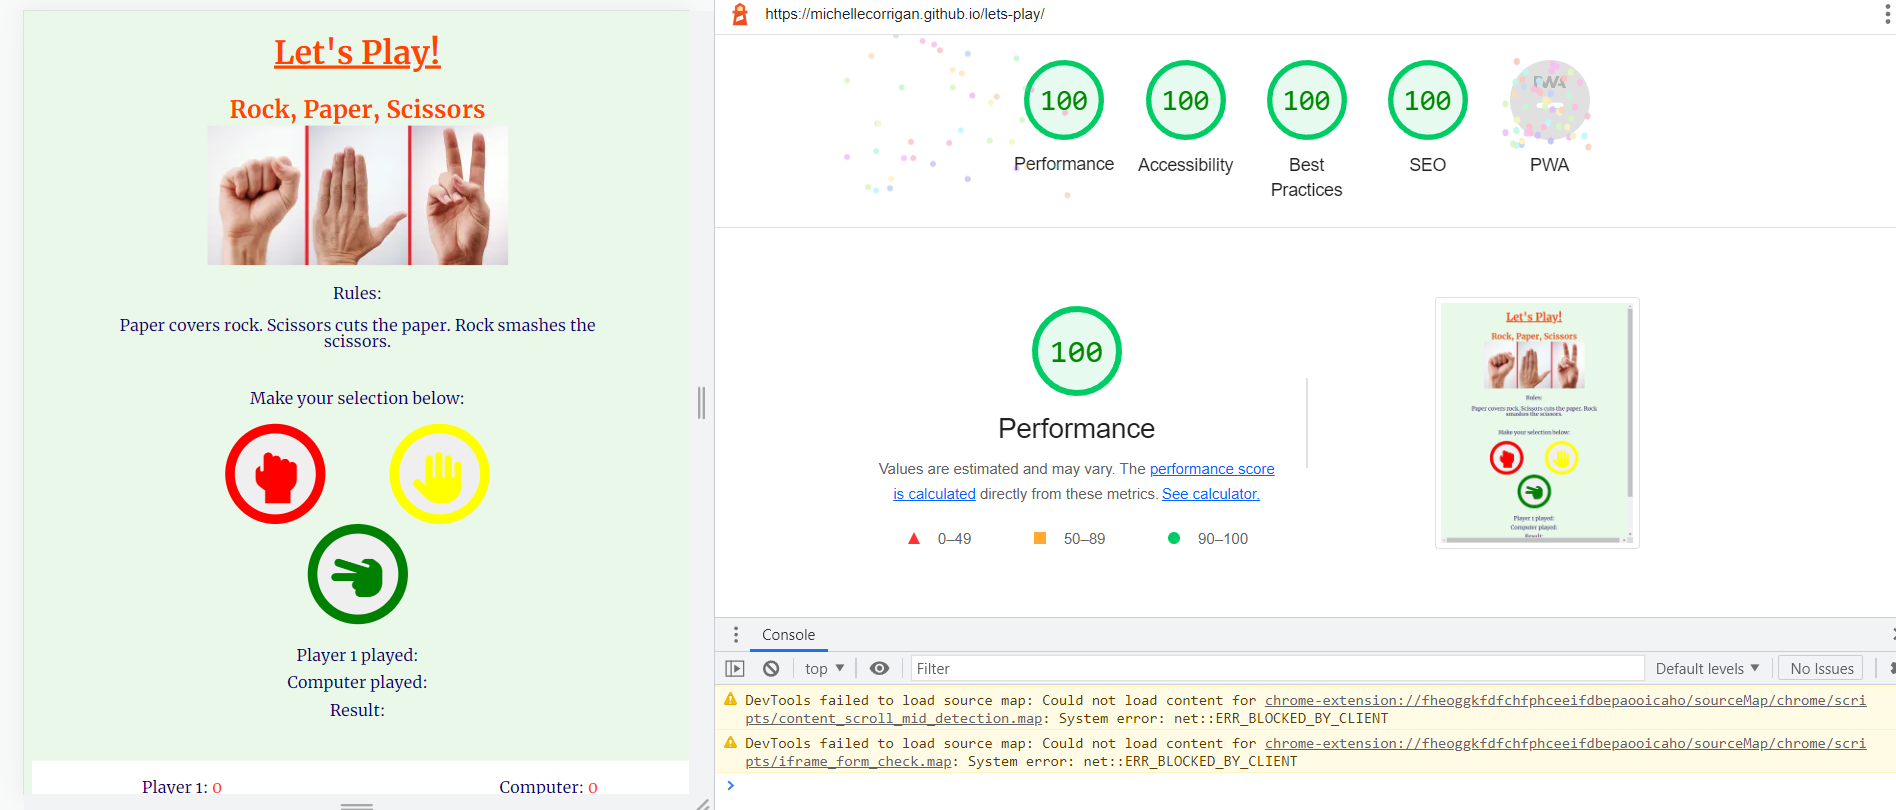 Let's Play!
Rock, Paper, Scissors
Rules:
Paper covers rock. Scissors cuts the paper. Rock smashes the
scissors.
Make your selection below:
Player 1 played:
Computer played:
Result:
Player 1: 0
Computer: 0
https://michellecorrigan.github.io/lets-play/
100
100
100
100
PWA
Performance
Accessibility
Best
Practices
SEO
PWA
100
Performance
Values are estimated and may vary. The performance score
is calculated directly from these metrics. See calculator.
0–49
50–89
90–100
Let's Play!
Rock, Paper, Scissors
Rules:
Paper covers rock. Scissors cuts the paper. Rock
smashes the scissors.
Make your selection below:
Player 1 played:
Computer played:
Result:
Console
top
Filter
Default levels
No Issues
DevTools failed to load source map: Could not load content for chrome-extension://fheoggkfdfchfphceeifdbepaooicaho/sourceMap/chrome/scri
pts/content_scroll_mid_detection.map: System error: net::ERR_BLOCKED_BY_CLIENT
DevTools failed to load source map: Could not load content for chrome-extension://fheoggkfdfchfphceeifdbepaooicaho/sourceMap/chrome/scri
pts/iframe_form_check.map: System error: net::ERR_BLOCKED_BY_CLIENT